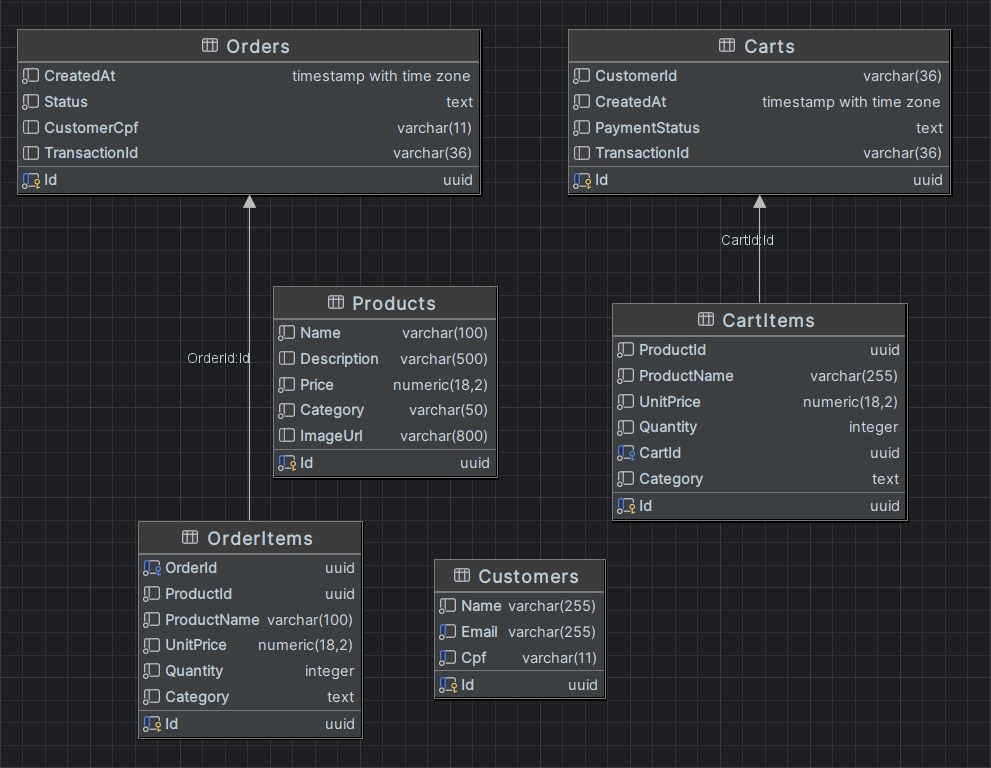 Orders
CreatedAt timestamp with time zone
Status text
CustomerCpf varchar(11)
TransactionId varchar(36)
Id uuid
Carts
CustomerId varchar(36)
CreatedAt timestamp with time zone
PaymentStatus text
TransactionId varchar(36)
Id uuid
CartId:Id
OrderId:Id
Products
Name varchar(100)
Description varchar(500)
Price numeric(18,2)
Category varchar(50)
ImageUrl varchar(800)
Id uuid
CartItems
ProductId uuid
ProductName varchar(255)
UnitPrice numeric(18,2)
Quantity integer
CartId uuid
Category text
Id uuid
OrderItems
OrderId uuid
ProductId uuid
ProductName varchar(100)
UnitPrice numeric(18,2)
Quantity integer
Category text
Id uuid
Customers
Name varchar(255)
Email varchar(255)
Cpf varchar(11)
Id uuid